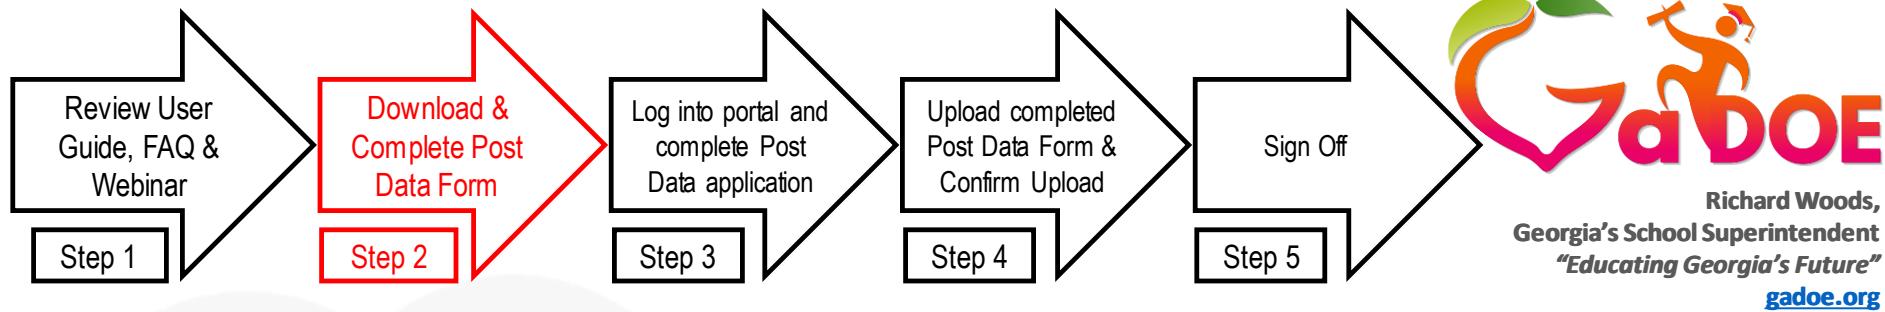 Review User
Guide, FAQ &
Webinar
Step 1
Download &
Complete Post
Data Form
Step 2
Log into portal and
complete Post
Data application
Step 3
Upload completed
Post Data Form &
Confirm Upload
Step 4
Sign Off
Step 5
GaDOE
Richard Woods,
Georgia's School Superintendent
"Educating Georgia's Future"
gadoe.org